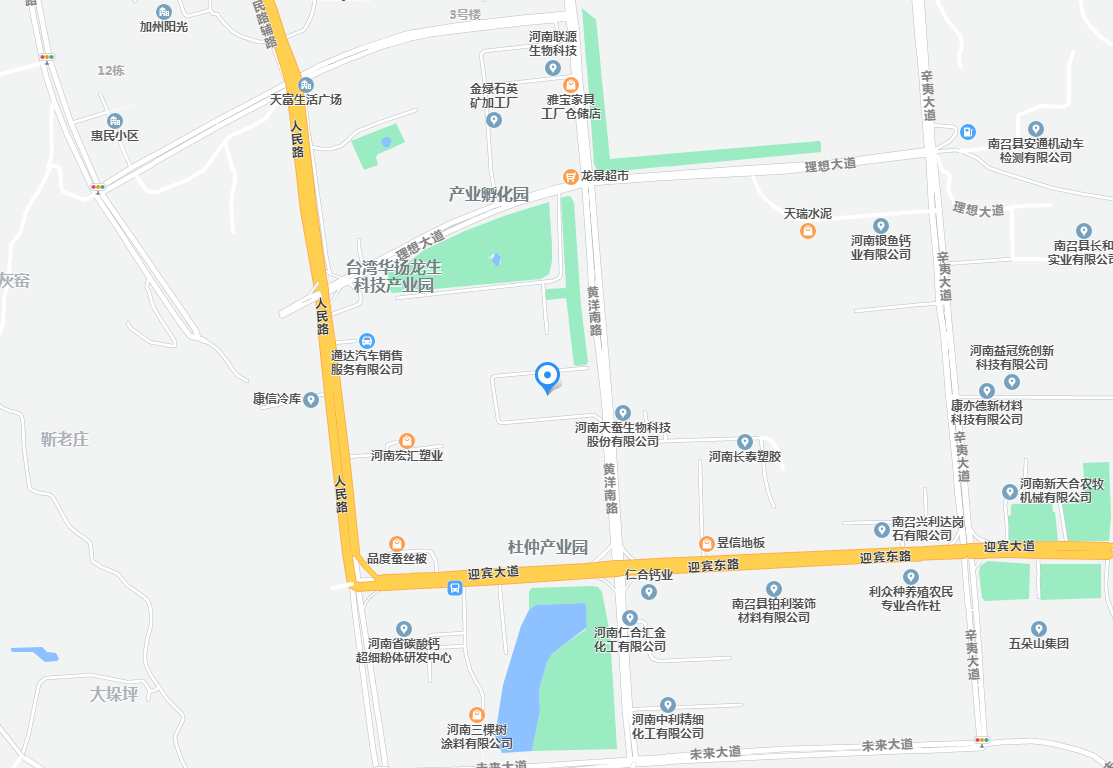 路
加州阳光
人民路辅路
3号楼
河南联源
生物科技
12栋
天富生活广场
金绿石英
矿加工厂
雅宝家具
工厂仓储店
辛夷大道
惠民小区
人民路
南召县安通机动车
检测有限公司
理想大道
龙景超市
产业孵化园
天瑞水泥
理想大道
河南银鱼钙
业有限公司
南召县长和
实业有限公
理想大道
台湾华扬龙生
科技产业园
灰窑
辛夷大道
黄洋南路
人民路
通达汽车销售
服务有限公司
河南益冠统创新
科技有限公司
康信冷库
康亦德新材料
科技有限公司
河南天蚕生物科技
股份有限公司
靳老庄
河南宏汇塑业
河南长泰塑胶
辛夷大道
黄洋南路
人民路
河南新天合农牧
机械有限公司
南召兴利达岗
石有限公司
品度蚕丝被
杜仲产业园
昱信地板
迎宾大道
迎宾东路
迎宾东路
迎宾大道
仁合钙业
南召县铂利装饰
材料有限公司
利众种养殖农民
专业合作社
河南仁合汇金
化工有限公司
河南省碳酸钙
超细粉体研发中心
五朵山集团
辛夷大道
大垛坪
河南三棵树
涂料有限公司
河南中利精细
化工有限公司
未来大道
未来大道
未来大道